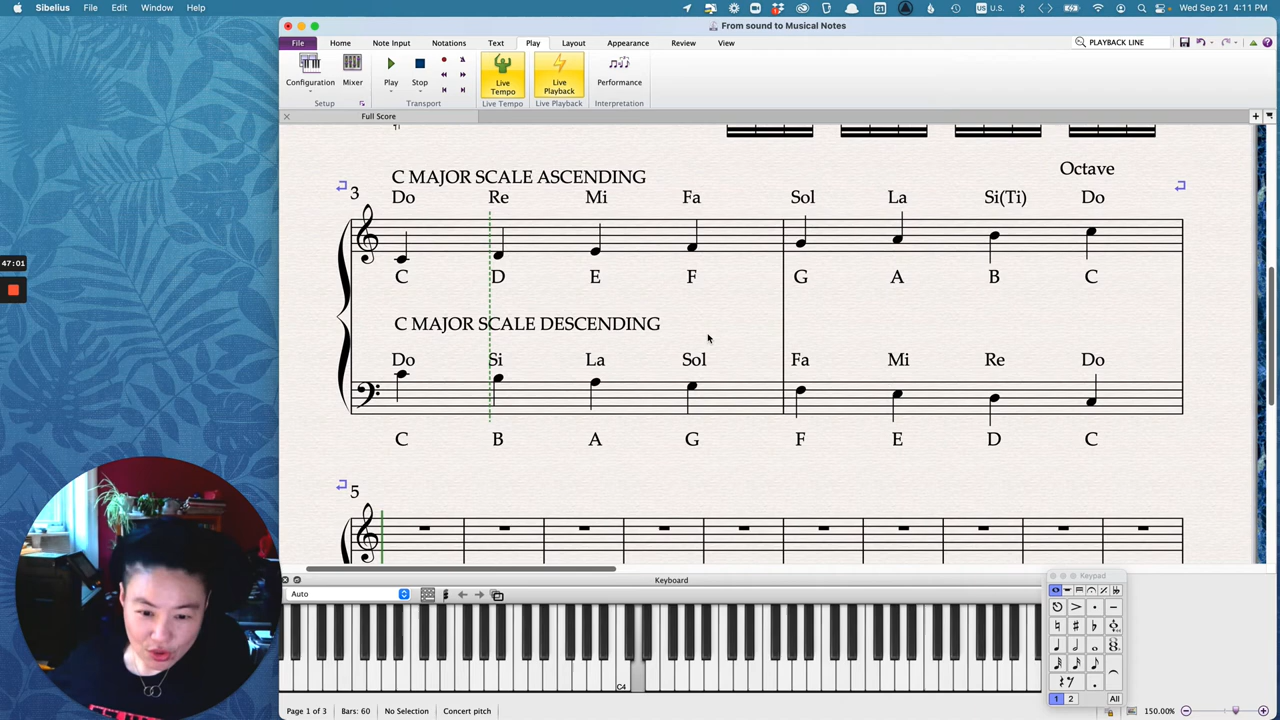 Sibelius Window Help
21
Wed Sep 21 4:11 PM
From sound to Musical Notes
File Home Note Input Notations Text Play Layout Appearance Review View
PLAYBACK LINE
Configuration Mixer Play Stop Live Tempo Live Playback Performance
Setup Transport Live Tempo Live Playback Interpretation
Full Score
Octave
C MAJOR SCALE ASCENDING
3
Do Re Mi Fa Sol La Si(Ti) Do
C D E F G A B C
47:01
C MAJOR SCALE DESCENDING
Do Si La Sol Fa Mi Re Do
C B A G F E D C
5
Keyboard
Keypad
Auto
C4
1 2 All
Page 1 of 3 Bars: 60 No Selection Concert pitch
150.00%